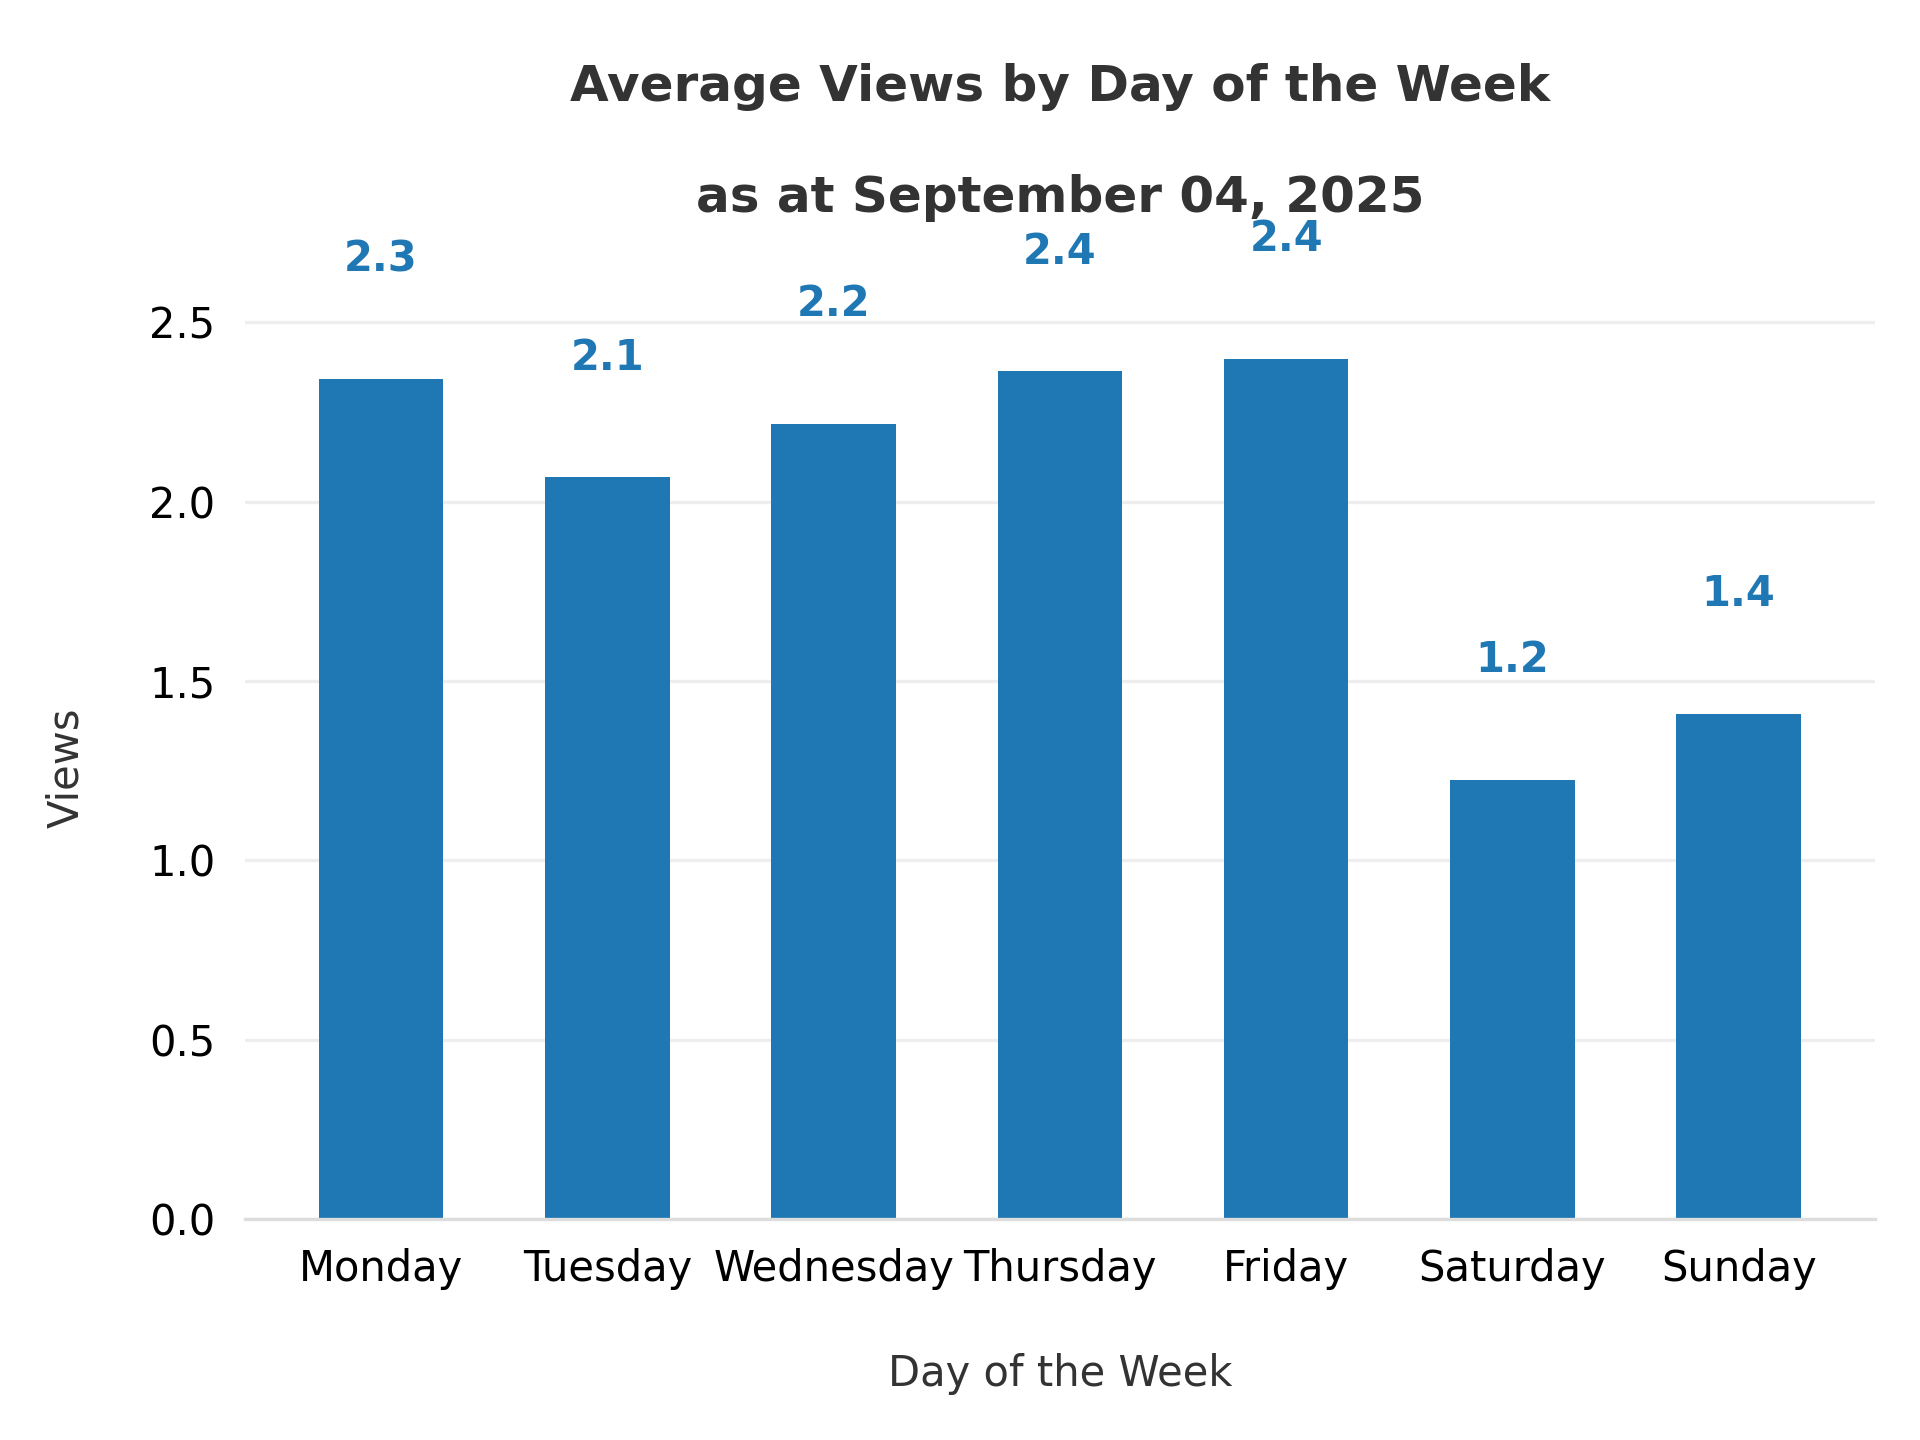 Average Views by Day of the Week
as at September 04, 2025
2.3
2.1
2.2
2.4
2.4
1.2
1.4
2.5
2.0
1.5
1.0
0.5
0.0
Views
Monday Tuesday Wednesday Thursday Friday Saturday Sunday
Day of the Week